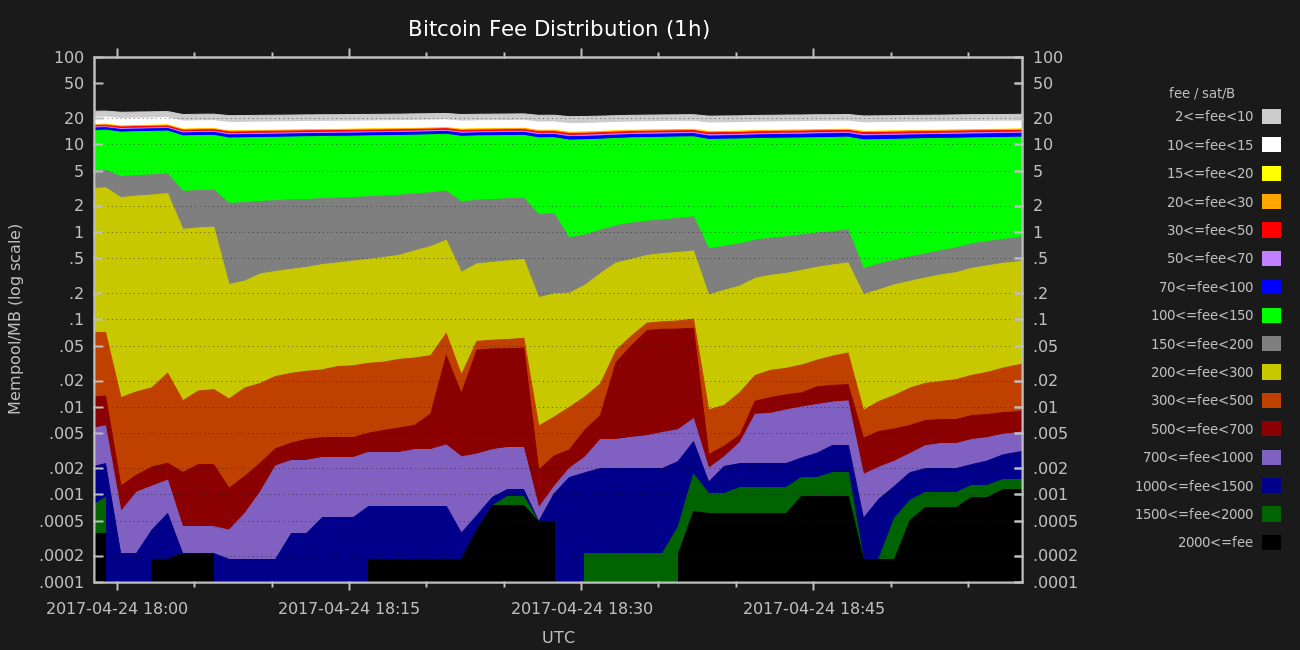 Bitcoin Fee Distribution (1h)
Mempool/MB (log scale)
100
50
20
10
5
2
1
.5
.2
.1
.05
.02
.01
.005
.002
.001
.0005
.0002
.0001
100
50
20
10
5
2
1
.5
.2
.1
.05
.02
.01
.005
.002
.001
.0005
.0002
.0001
2017-04-24 18:00
2017-04-24 18:15
2017-04-24 18:30
2017-04-24 18:45
UTC
fee / sat/B
2<=fee<10
10<=fee<15
15<=fee<20
20<=fee<30
30<=fee<50
50<=fee<70
70<=fee<100
100<=fee<150
150<=fee<200
200<=fee<300
300<=fee<500
500<=fee<700
700<=fee<1000
1000<=fee<1500
1500<=fee<2000
2000<=fee